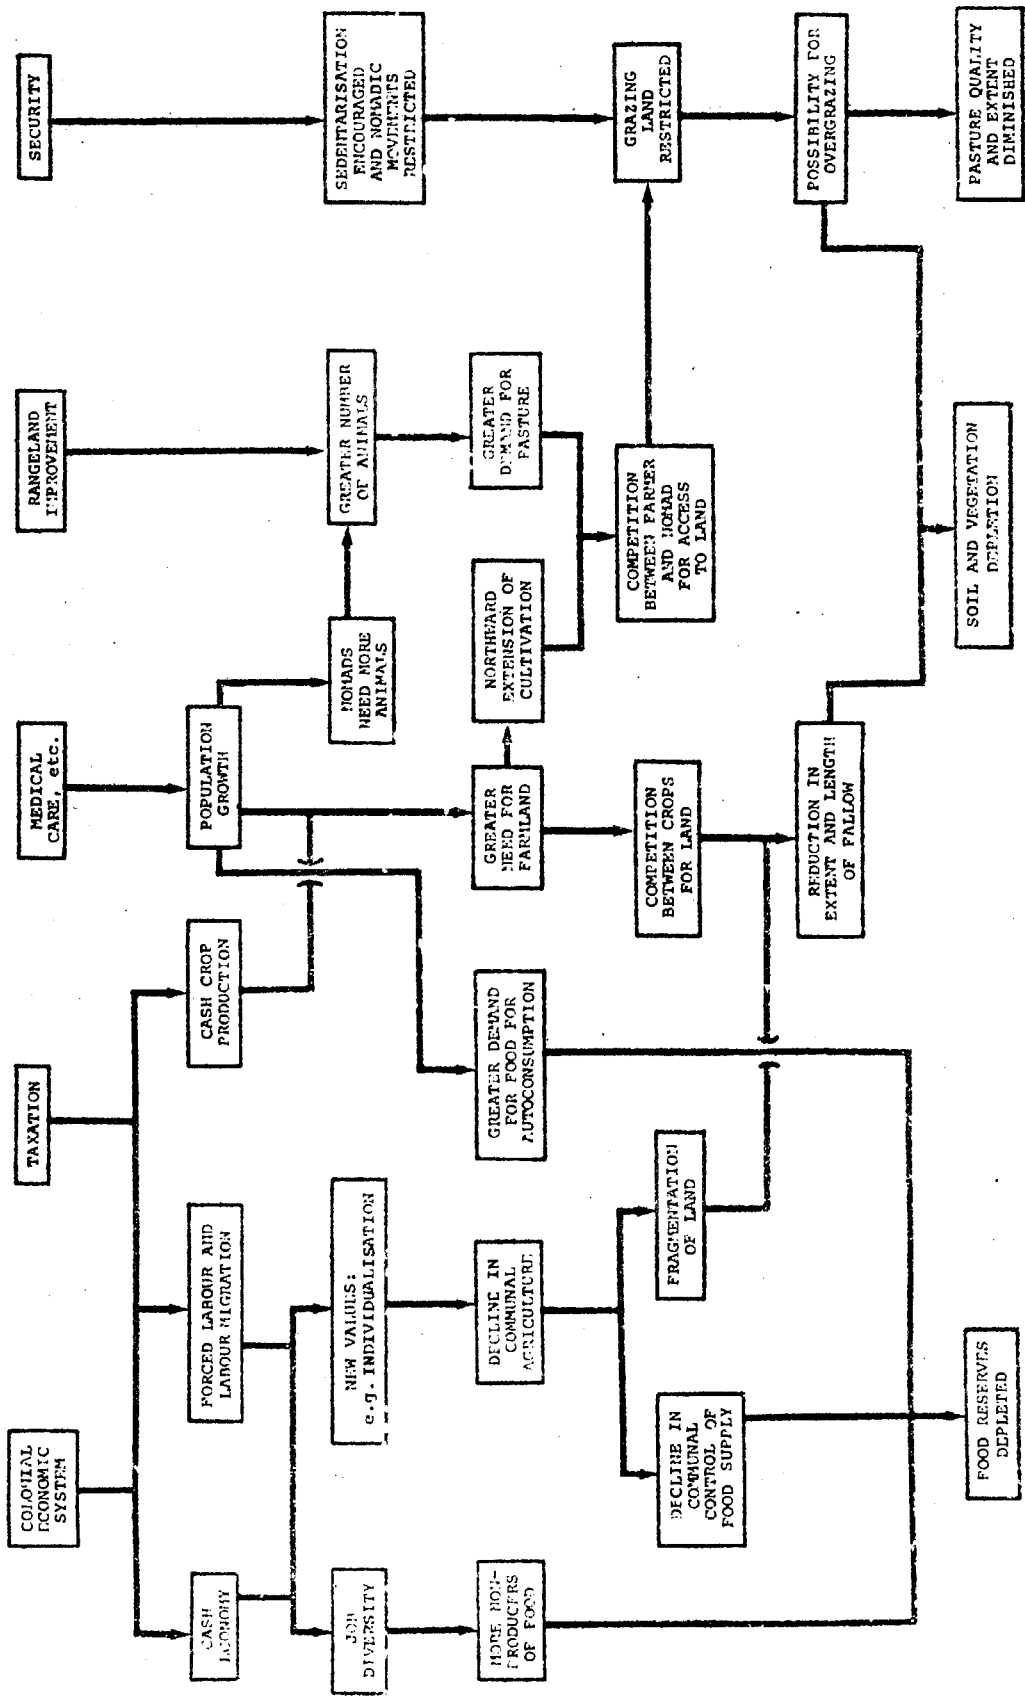 COLONIAL
ECONOMIC
SYSTEM
TAXATION
MEDICAL
CARE, etc.
RANGELAND
IMPROVEMENT
SECURITY
CASH
ECONOMY
FORCED LABOUR AND
LABOUR MIGRATION
CASH CROP
PRODUCTION
POPULATION
GROWTH
JOB
DIVERSITY
NEW VALUES:
e.g. INDIVIDUALISATION
NOMADS
NEED MORE
ANIMALS
GREATER NUMBER
OF ANIMALS
SEDENTARISATION
ENCOURAGED
AND NOMADIC
MOVEMENTS
RESTRICTED
MORE NON-
PRODUCERS
OF FOOD
DECLINE IN
COMMUNAL
AGRICULTURE
GREATER DEMAND
FOR FOOD FOR
AUTOCONSUMPTION
GREATER
NEED FOR
FARMLAND
NORTHWARD
EXTENSION OF
CULTIVATION
GREATER
DEMAND FOR
PASTURE
DECLINE IN
COMMUNAL
CONTROL OF
FOOD SUPPLY
FRAGMENTATION
OF LAND
COMPETITION
BETWEEN CROPS
FOR LAND
COMPETITION
BETWEEN FARMER
AND NOMAD
FOR ACCESS
TO LAND
GRAZING
LAND
RESTRICTED
REDUCTION IN
EXTENT AND LENGTH
OF FALLOW
POSSIBILITY FOR
OVERGRAZING
FOOD RESERVES
DEPLETED
SOIL AND VEGETATION
DEPLETION
PASTURE QUALITY
AND EXTENT
DIMINISHED